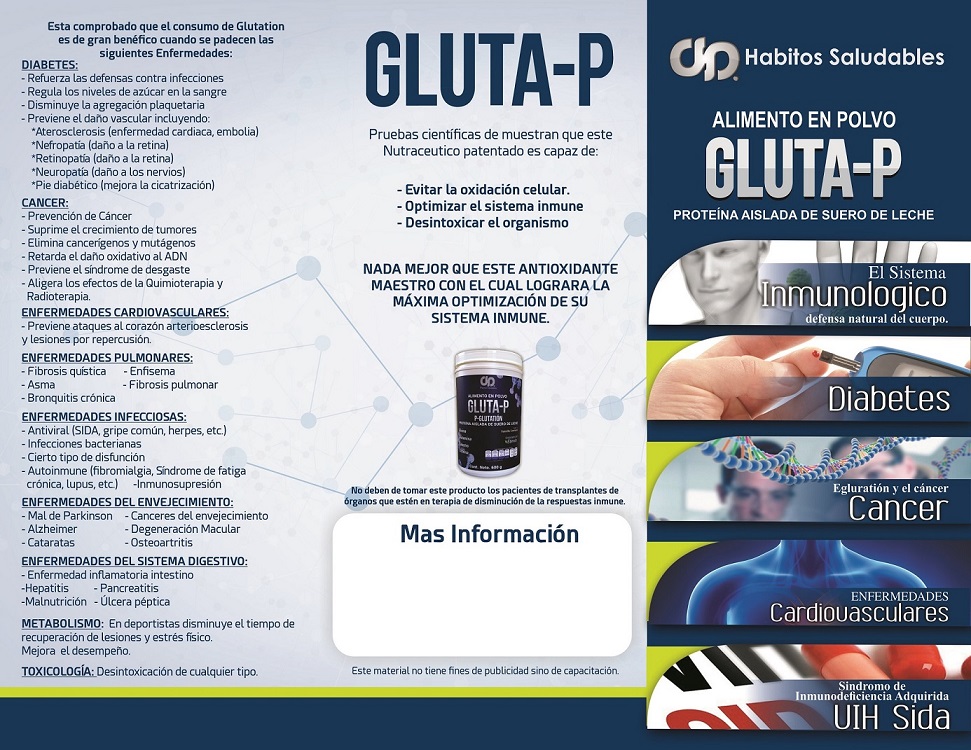 Esta comprobado que el consumo de Glutation
es de gran benéfico cuando se padecen las
siguientes Enfermedades:
DIABETES:
- Refuerza las defensas contra infecciones
- Regula los niveles de azúcar en la sangre
- Disminuye la agregación plaquetaria
- Previene el daño vascular incluyendo:
*Aterosclerosis (enfermedad cardiaca, embolia)
*Nefropatía (daño a la retina)
*Retinopatía (daño a la retina)
*Neuropatía (daño a los nervios)
*Pie diabético (mejora la cicatrización)
CANCER:
- Prevención de Cáncer
- Suprime el crecimiento de tumores
- Elimina cancerígenos y mutágenos
- Retarda el daño oxidativo al ADN
- Previene el síndrome de desgaste
- Aligera los efectos de la Quimioterapia y
Radioterapia.
ENFERMEDADES CARDIOVASCULARES:
- Previene ataques al corazón arterioesclerosis
y lesiones por repercusión.
ENFERMEDADES PULMONARES:
- Fibrosis quística - Enfisema
- Asma - Fibrosis pulmonar
- Bronquitis crónica
ENFERMEDADES INFECCIOSAS:
- Antiviral (SIDA, gripe común, herpes, etc.)
- Infecciones bacterianas
- Cierto tipo de disfunción
- Autoinmune (fibromialgia, Síndrome de fatiga
crónica, lupus, etc.) -Inmunosupresión
ENFERMEDADES DEL ENVEJECIMIENTO:
- Mal de Parkinson - Canceres del envejecimiento
- Alzheimer - Degeneración Macular
- Cataratas - Osteoartritis
ENFERMEDADES DEL SISTEMA DIGESTIVO:
- Enfermedad inflamatoria intestino
-Hepatitis - Pancreatitis
-Malnutrición - Úlcera péptica
METABOLISMO: En deportistas disminuye el tiempo de
recuperación de lesiones y estrés físico.
Mejora el desempeño.
TOXICOLOGÍA: Desintoxicación de cualquier tipo.
GLUTA-P
Pruebas científicas de muestran que este
Nutraceutico patentado es capaz de:
- Evitar la oxidación celular.
- Optimizar el sistema inmune
- Desintoxicar el organismo
NADA MEJOR QUE ESTE ANTIOXIDANTE
MAESTRO CON EL CUAL LOGRARA LA
MÁXIMA OPTIMIZACIÓN DE SU
SISTEMA INMUNE.
ALIMENTO EN POLVO
GLUTA-P
P-GLUTATIÓN
PROTEÍNA AISLADA DE SUERO DE LECHE
No deben de tomar este producto los pacientes de transplantes de
órganos que estén en terapia de disminución de la respuestas inmune.
Mas Información
Este material no tiene fines de publicidad sino de capacitación.
Habitos Saludables
ALIMENTO EN POLVO
GLUTA-P
PROTEÍNA AISLADA DE SUERO DE LECHE
El Sistema
Inmunologico
defensa natural del cuerpo.
Diabetes
Egluratión y el cáncer
Cancer
ENFERMEDADES
Cardiovasculares
Sindromo de
Inmunodeficiencia Adquirida
VIH Sida